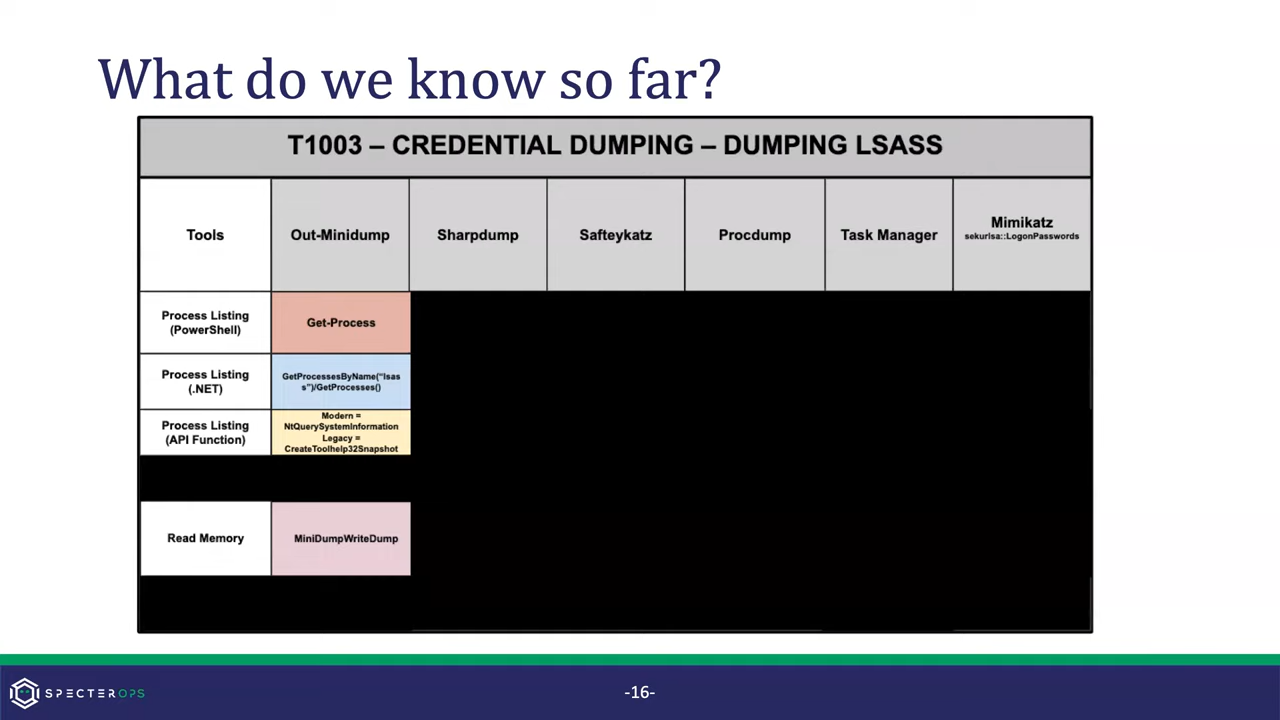 What do we know so far?
T1003 – CREDENTIAL DUMPING – DUMPING LSASS
Tools
Out-Minidump
Sharpdump
Safteykatz
Procdump
Task Manager
Mimikatz
sekurlsa::LogonPasswords
Process Listing
(PowerShell)
Get-Process
Process Listing
(.NET)
GetProcessesByName("lsas
s")/GetProcesses()
Process Listing
(API Function)
Modern =
NtQuerySystemInformation
Legacy =
CreateToolhelp32Snapshot
Read Memory
MiniDumpWriteDump
SPECTEROPS
-16-